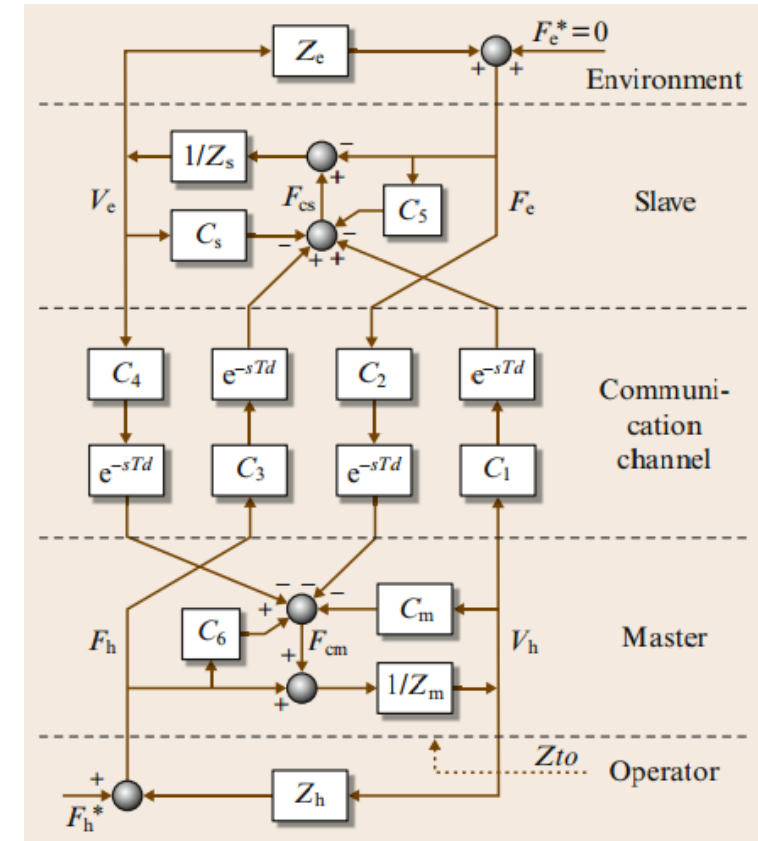 Z_e
+ +
F_e* = 0
Environment
1/Z_s
−
+
V_e
F_cs
C_5
F_e
Slave
C_s
− −
+ +
C_4
e^−sTd
C_2
e^−sTd
Communi-
cation
channel
e^−sTd
C_3
e^−sTd
C_1
− − −
+
C_m
F_h
C_6
F_cm
V_h
Master
+
+
1/Z_m
Zto
Operator
+
F_h*
Z_h